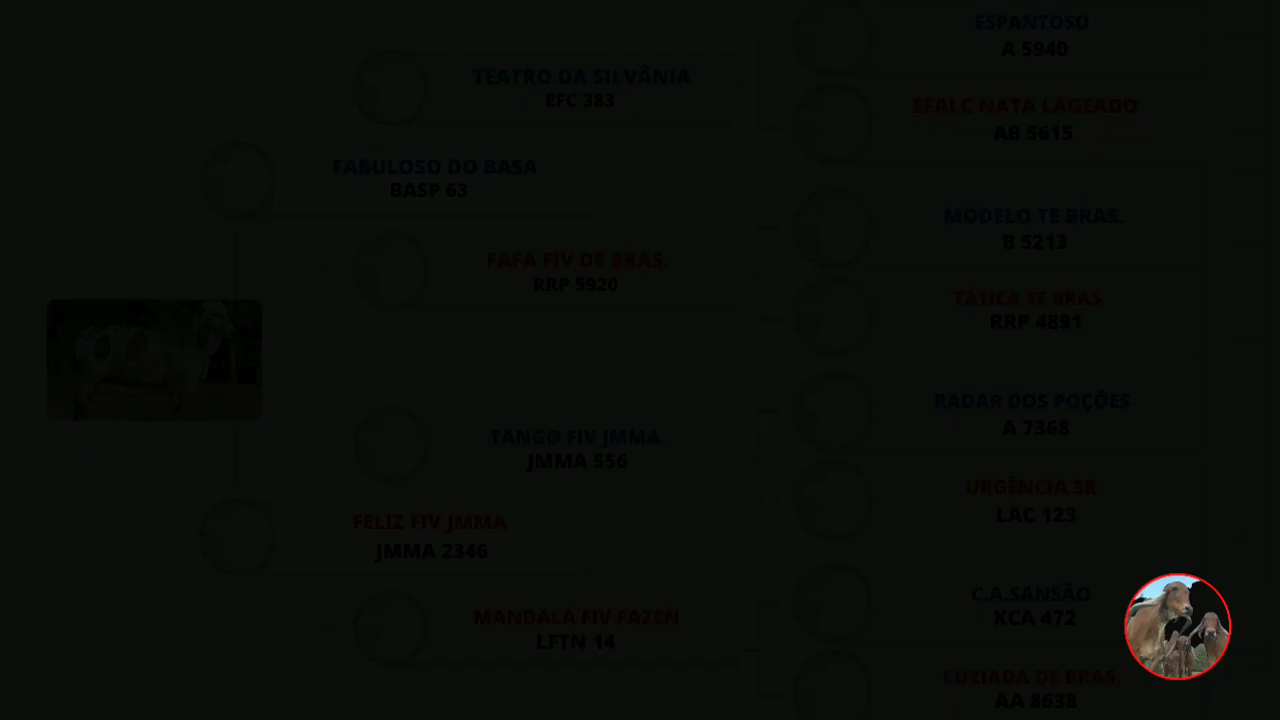 ESPANTOSO
A 5940
TEATRO DA SILVÂNIA
EFC 383
EFALC NATA LAGEADO
AB 5615
FABULOSO DO BASA
BASP 63
MODELO TE BRAS.
B 5213
FAFA FIV DE BRAS.
RRP 5920
TÁTICA TE BRAS
RRP 4891
RADAR DOS POÇÕES
A 7368
TANGO FIV JMMA
JMMA 556
URGÊNCIA 3R
LAC 123
FELIZ FIV JMMA
JMMA 2346
C.A.SANSÃO
KCA 472
MANDALA FIV FAZEN
LFTN 14
LUZIADA DE BRAS.
AA 8638